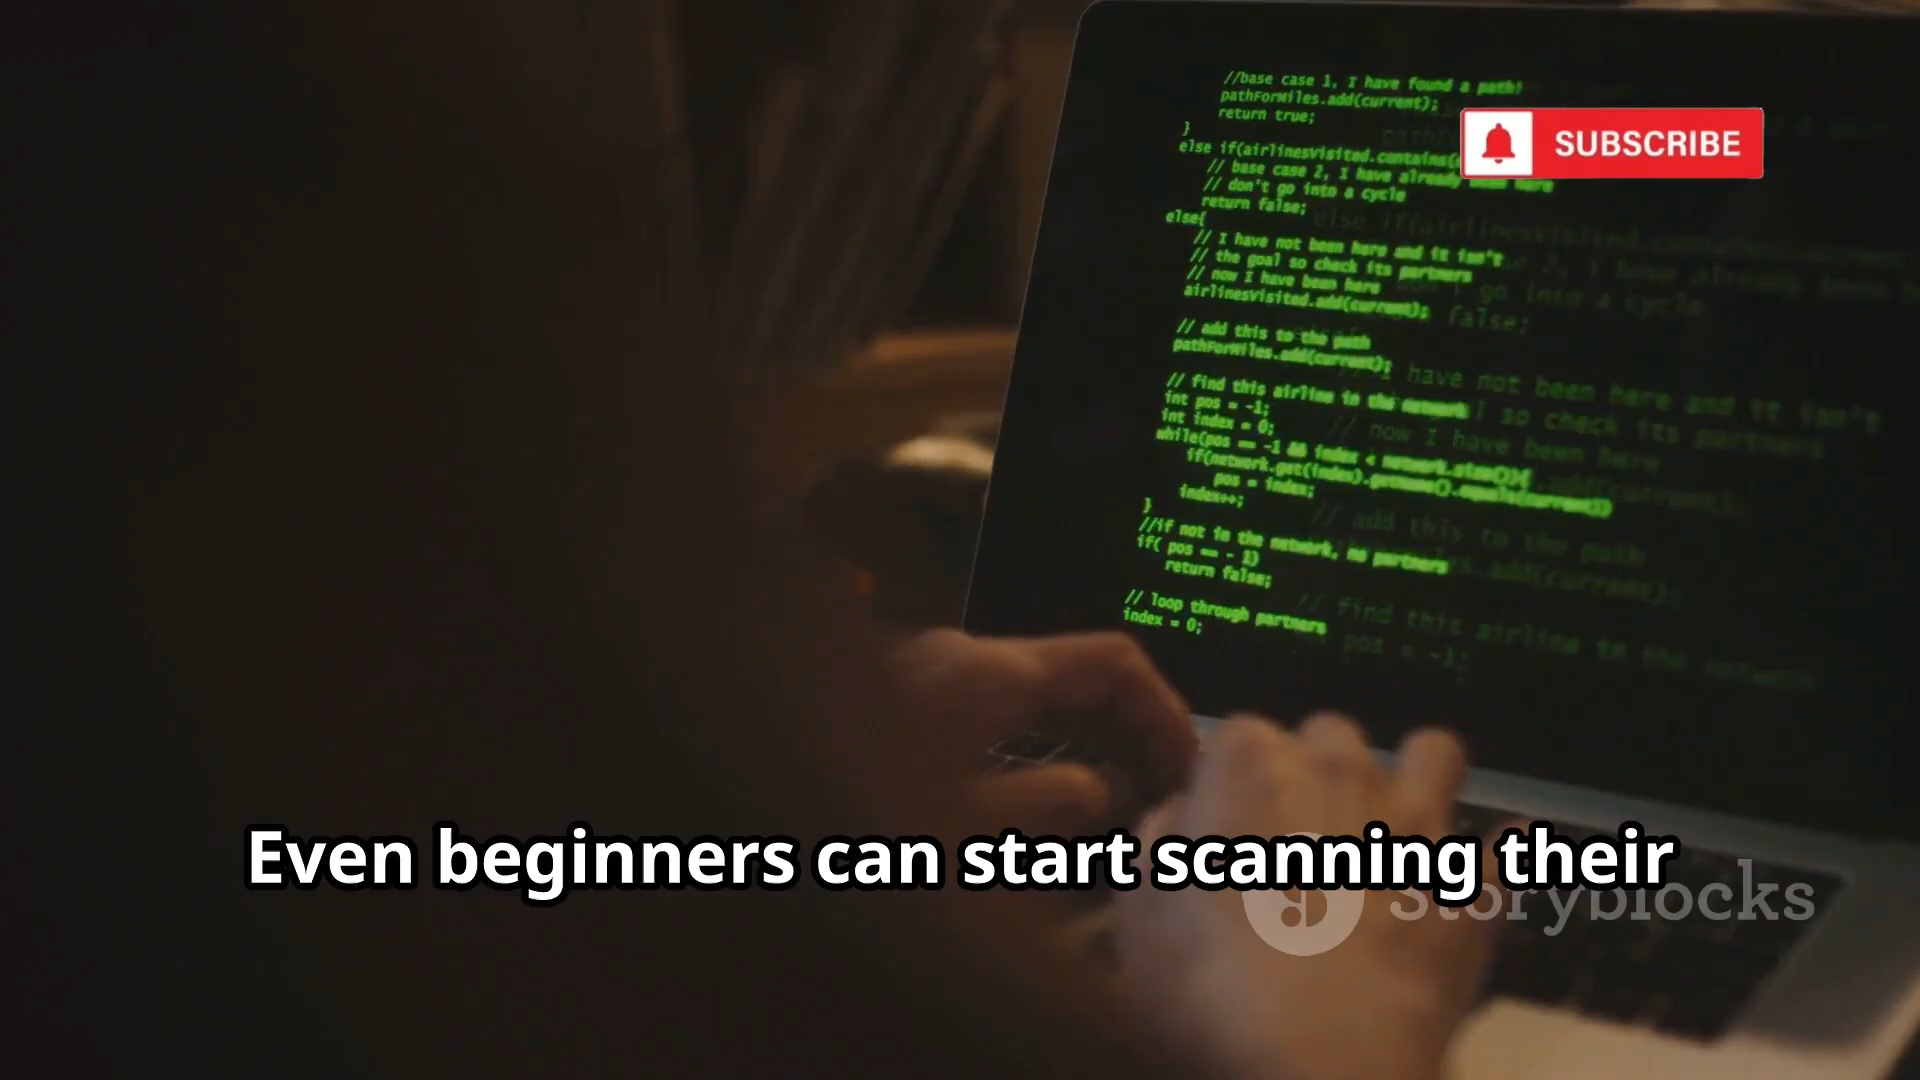 //base case 1, I have found a path!
pathForMiles.add(current);
return true;
}
else if(airlinesVisited.contains(
// base case 2, I have already been here
// don't go into a cycle
return false;
else{
// I have not been here and it isn't
// the goal so check its partners
// now I have been here
airlinesVisited.add(current);
// add this to the path
pathForMiles.add(current);
// find this airline in the network
int pos = -1;
int index = 0;
while(pos == -1 && index < network.size()){
if(network.get(index).getName().equals(current))
pos = index;
index++;
}
//if not in the network, no partners
if( pos == - 1)
return false;
// loop through partners
index = 0;
SUBSCRIBE
Even beginners can start scanning their
Storyblocks